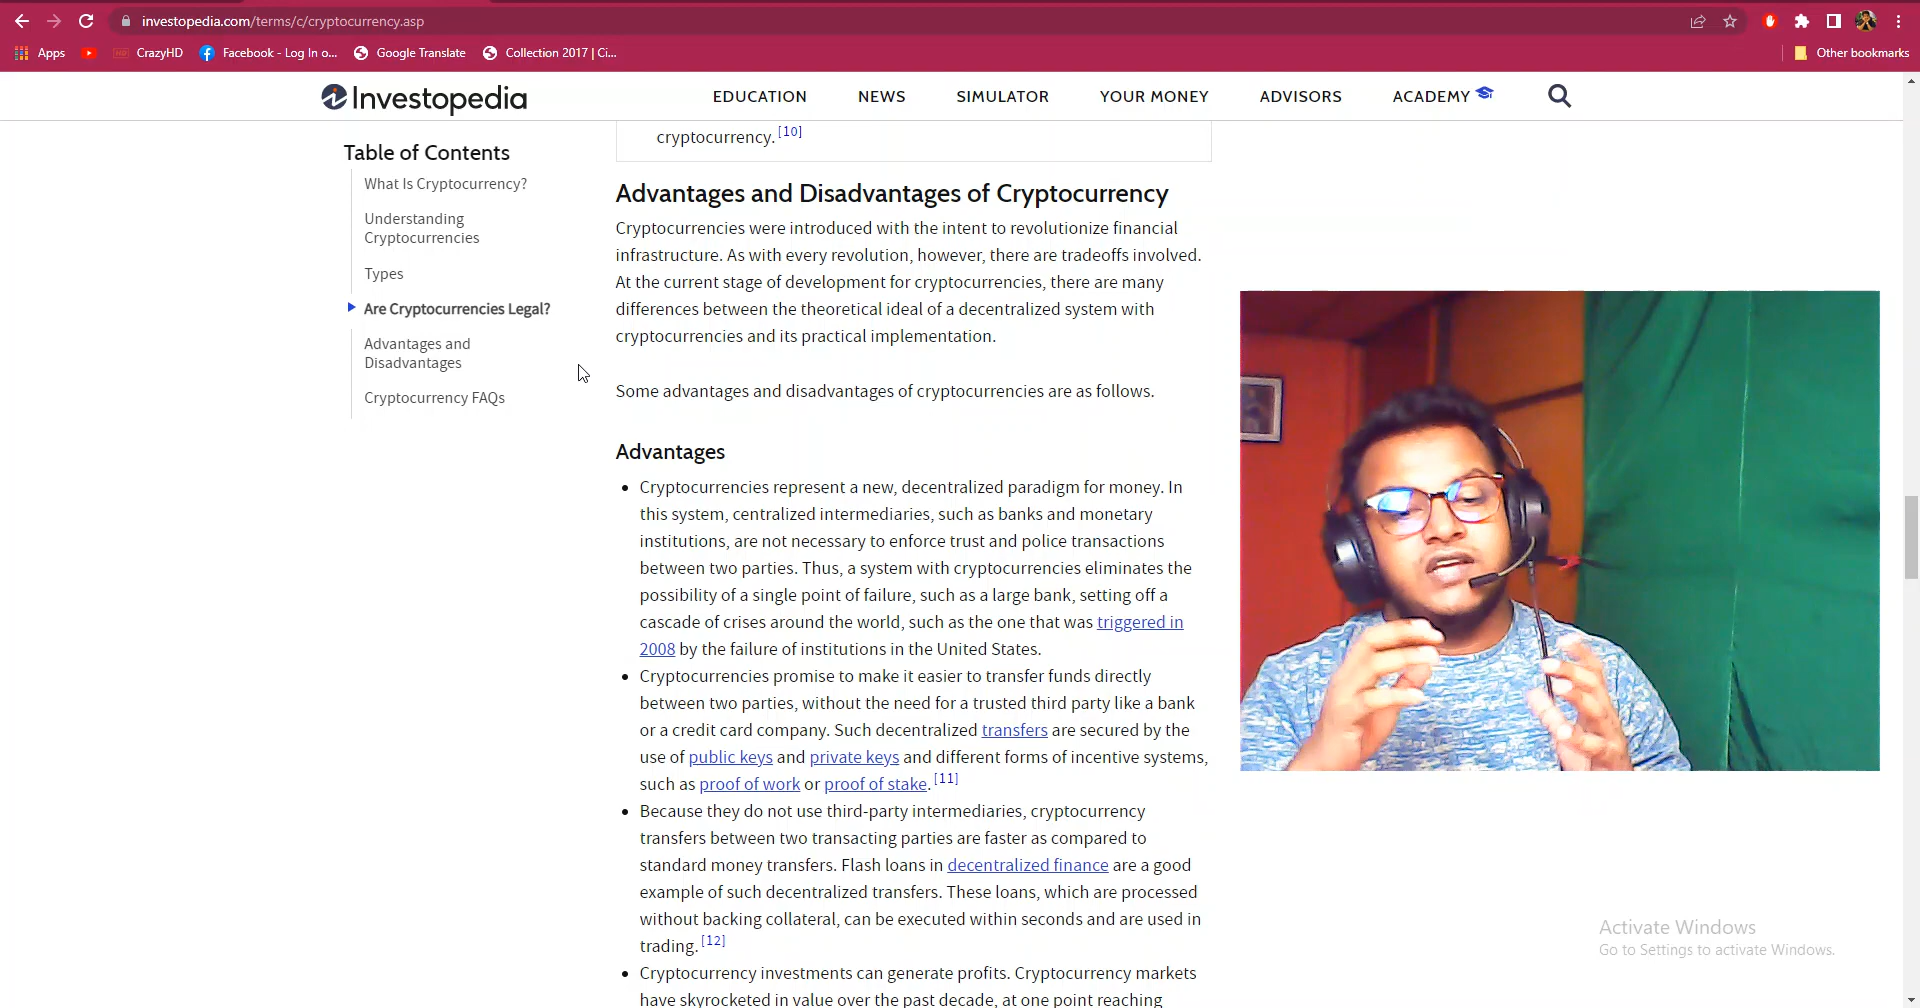 investopedia.com/terms/c/cryptocurrency.asp
Apps
CrazyHD
Facebook - Log In o...
Google Translate
Collection 2017 | Ci...
Other bookmarks
Investopedia
EDUCATION
NEWS
SIMULATOR
YOUR MONEY
ADVISORS
ACADEMY
Table of Contents
What Is Cryptocurrency?
Understanding
Cryptocurrencies
Types
Are Cryptocurrencies Legal?
Advantages and
Disadvantages
Cryptocurrency FAQs
cryptocurrency. [10]
Advantages and Disadvantages of Cryptocurrency
Cryptocurrencies were introduced with the intent to revolutionize financial
infrastructure. As with every revolution, however, there are tradeoffs involved.
At the current stage of development for cryptocurrencies, there are many
differences between the theoretical ideal of a decentralized system with
cryptocurrencies and its practical implementation.
Some advantages and disadvantages of cryptocurrencies are as follows.
Advantages
• Cryptocurrencies represent a new, decentralized paradigm for money. In
this system, centralized intermediaries, such as banks and monetary
institutions, are not necessary to enforce trust and police transactions
between two parties. Thus, a system with cryptocurrencies eliminates the
possibility of a single point of failure, such as a large bank, setting off a
cascade of crises around the world, such as the one that was triggered in
2008 by the failure of institutions in the United States.
• Cryptocurrencies promise to make it easier to transfer funds directly
between two parties, without the need for a trusted third party like a bank
or a credit card company. Such decentralized transfers are secured by the
use of public keys and private keys and different forms of incentive systems,
such as proof of work or proof of stake. [11]
• Because they do not use third-party intermediaries, cryptocurrency
transfers between two transacting parties are faster as compared to
standard money transfers. Flash loans in decentralized finance are a good
example of such decentralized transfers. These loans, which are processed
without backing collateral, can be executed within seconds and are used in
trading. [12]
• Cryptocurrency investments can generate profits. Cryptocurrency markets
have skyrocketed in value over the past decade, at one point reaching
Activate Windows
Go to Settings to activate Windows.